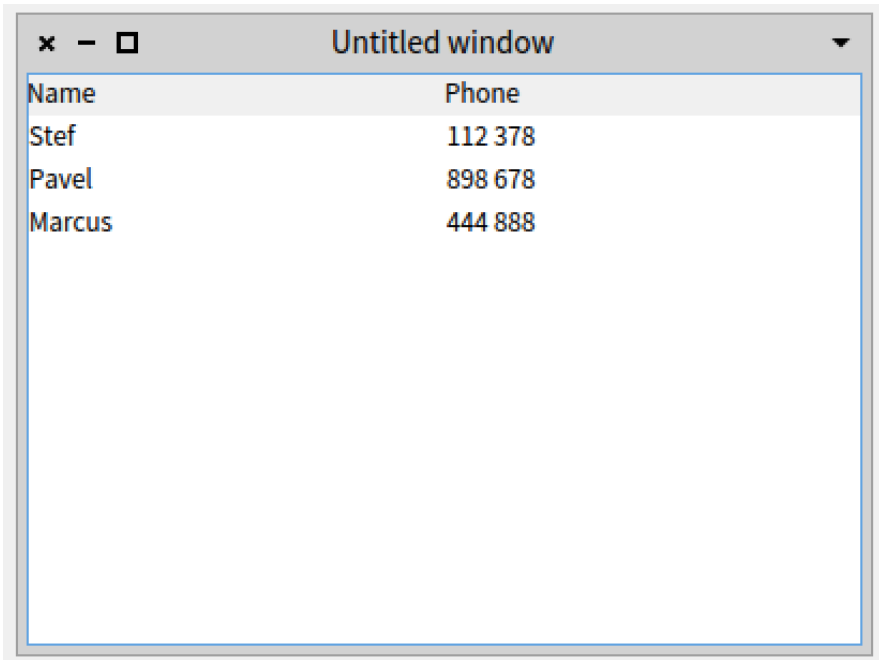 Untitled window
Name Phone
Stef 112 378
Pavel 898 678
Marcus 444 888